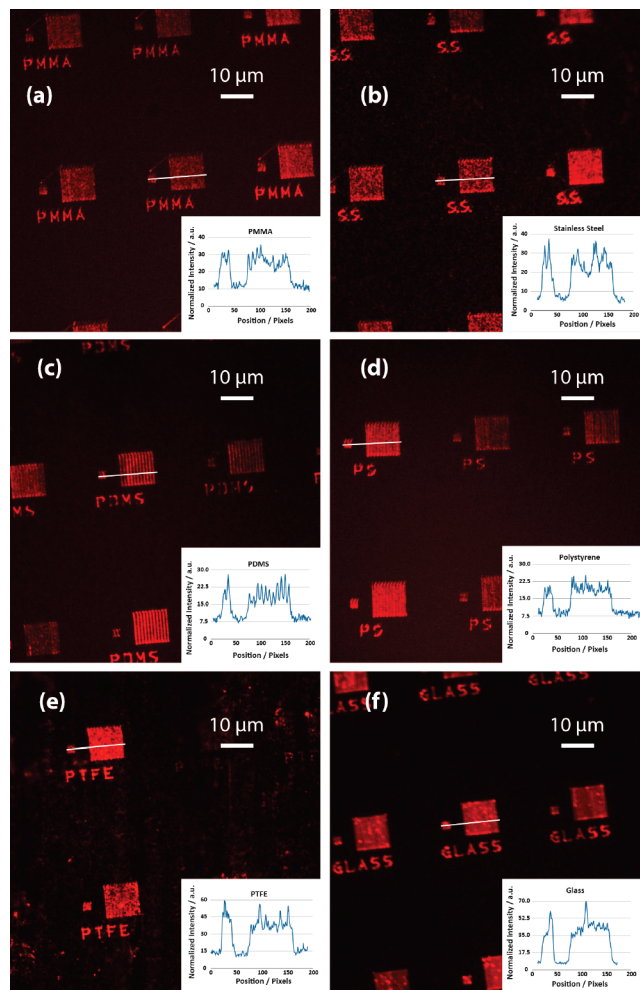 PMMA
PMMA
PMMA
10 μm
(a)
PMMA
PMMA
PMMA
PMMA
Normalized Intensity / a.u.
40
30
20
10
0
0
50
100
150
200
Position / Pixels
S.S.
S.S.
S.S.
10 μm
(b)
S.S.
S.S.
S.S.
Stainless Steel
Normalized Intensity / a.u.
40
30
20
10
0
0
50
100
150
200
Position / Pixels
PDMS
(c)
10 μm
MS
PDMS
PDMS
PDMS
PDMS
Normalized Intensity / a.u.
30.0
22.5
15.0
7.5
0
0
50
100
150
200
Position / Pixels
(d)
10 μm
PS
PS
PS
PS
PS
Polystyrene
Normalized Intensity / a.u.
30.0
22.5
15.0
7.5
0
0
50
100
150
200
Position / Pixels
(e)
10 μm
PTFE
PTFE
PTFE
Normalized Intensity / a.u.
60
45
30
15
0
0
50
100
150
200
Position / Pixels
GLASS
GLASS
LASS
10 μm
(f)
GLASS
GLASS
GLASS
Glass
Normalized Intensity / a.u.
70.0
52.5
35.0
17.5
0
0
50
100
150
200
Position / Pixels